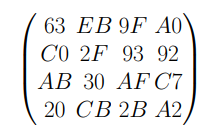 63 EB 9F A0
C0 2F 93 92
AB 30 AF C7
20 CB 2B A2